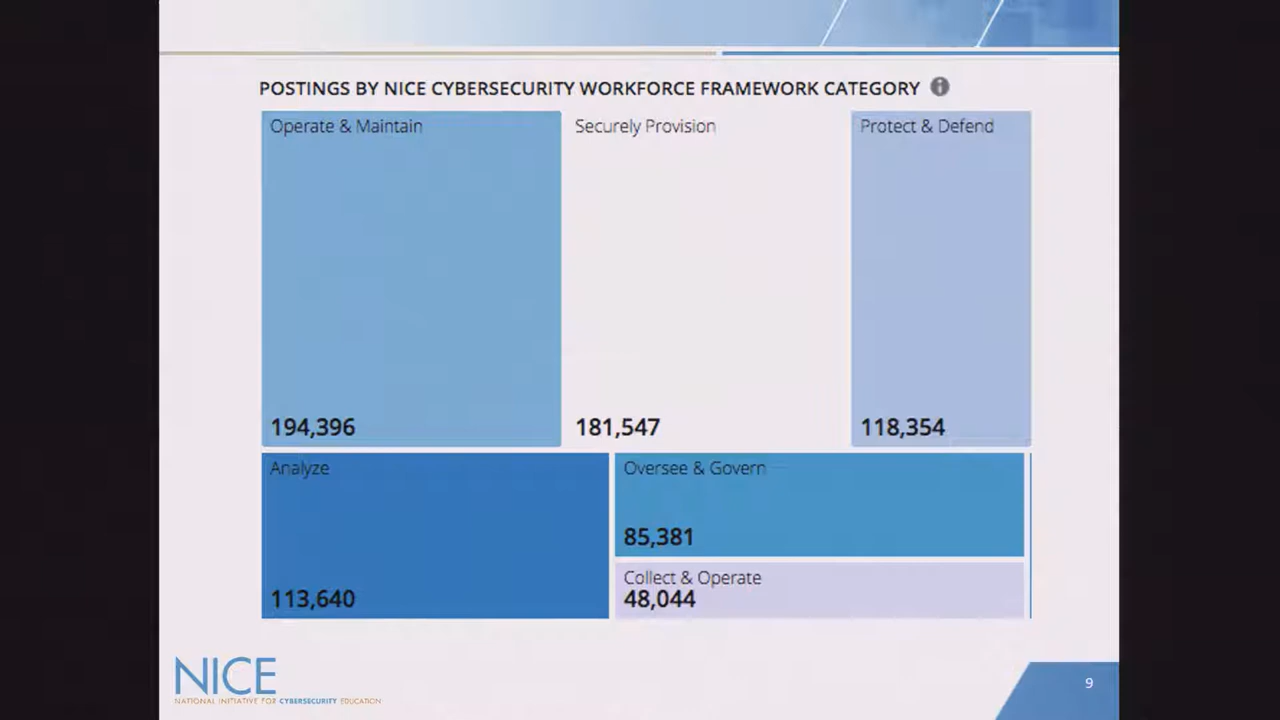 POSTINGS BY NICE CYBERSECURITY WORKFORCE FRAMEWORK CATEGORY
Operate & Maintain
194,396
Securely Provision
181,547
Protect & Defend
118,354
Analyze
113,640
Oversee & Govern
85,381
Collect & Operate
48,044
NICE
NATIONAL INITIATIVE FOR CYBERSECURITY EDUCATION
9